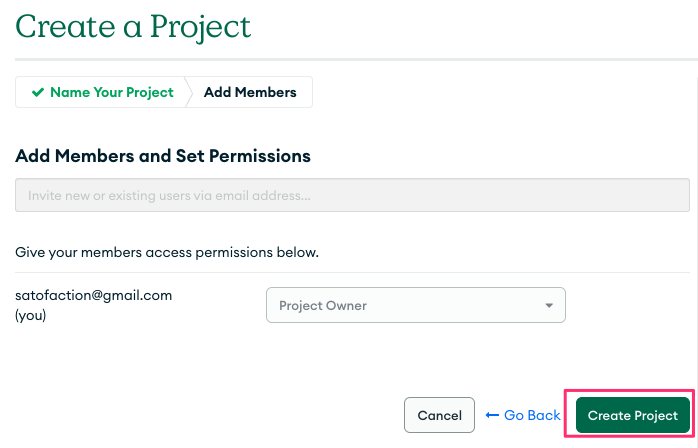 Create a Project
Name Your Project
Add Members
Add Members and Set Permissions
Invite new or existing users via email address...
Give your members access permissions below.
satofaction@gmail.com
(you)
Project Owner
Cancel
Go Back
Create Project